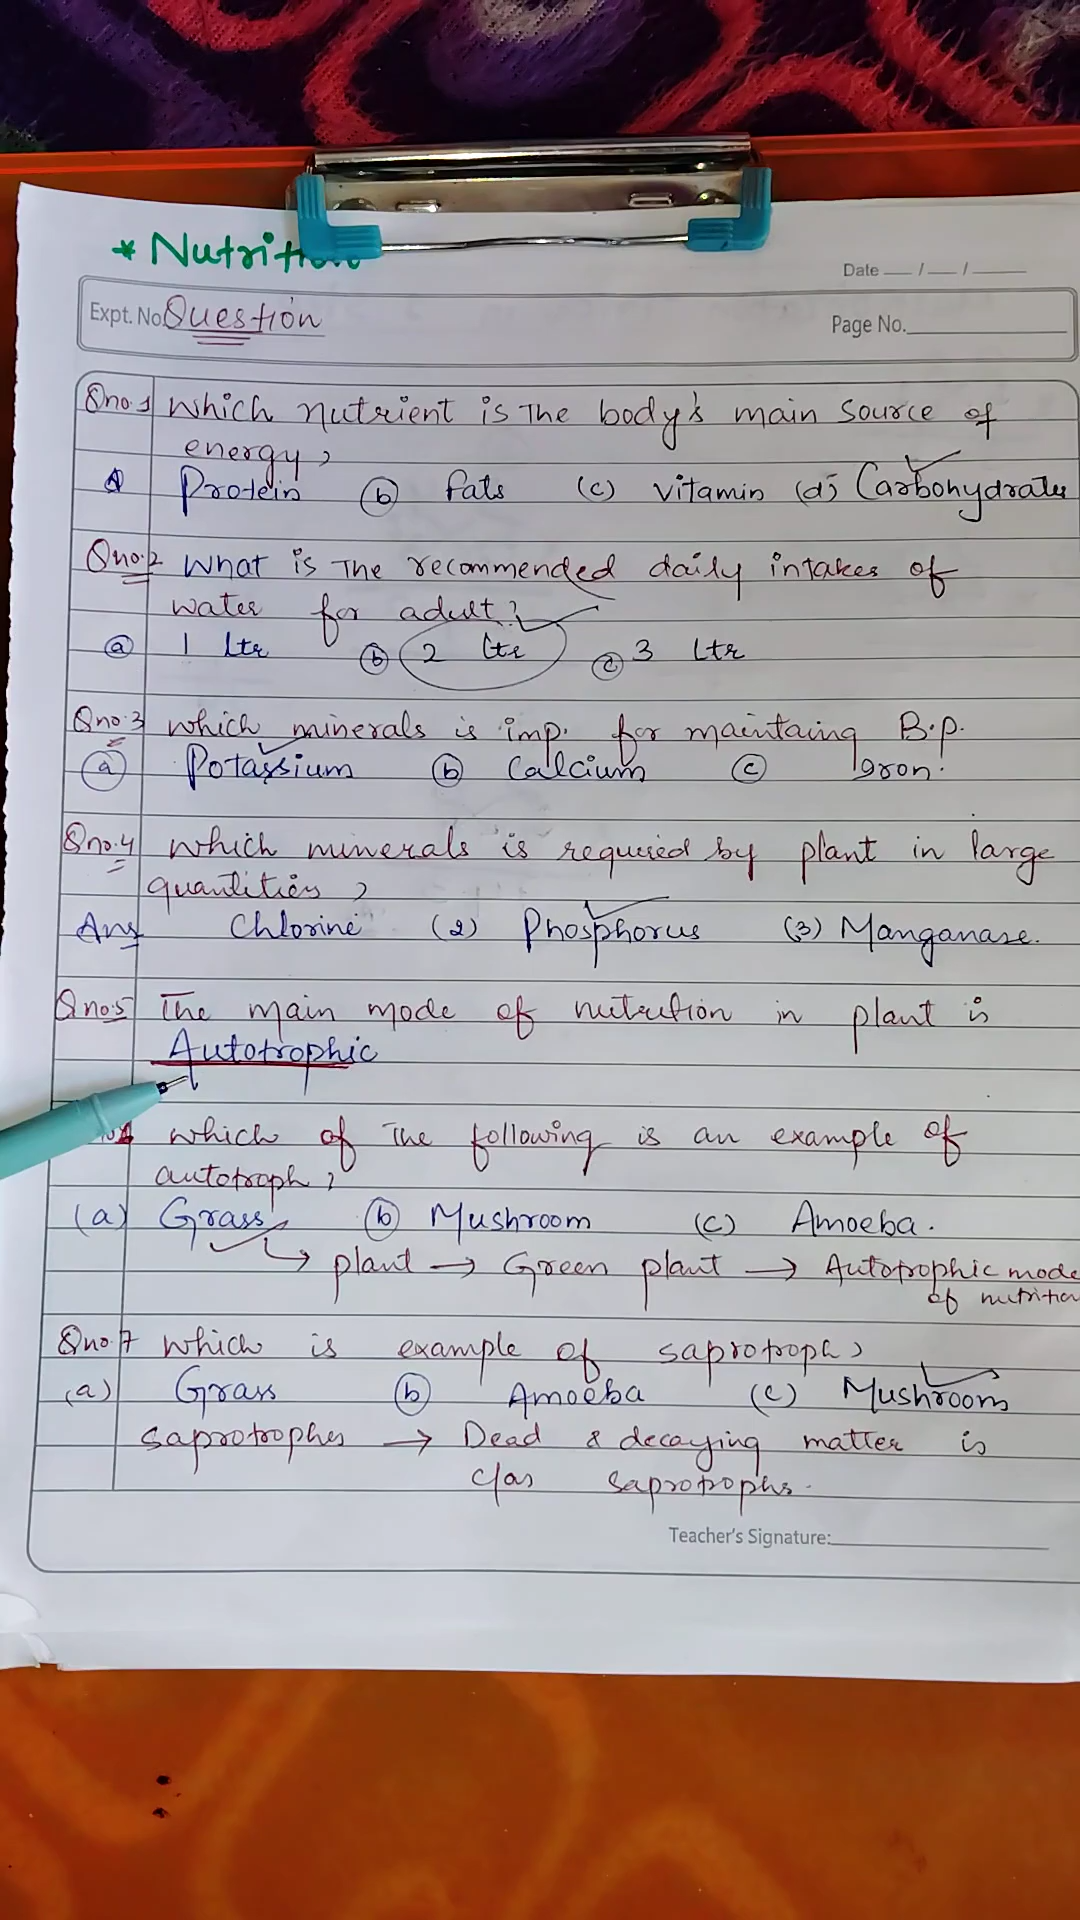 * Nutrition
Date __/__/____
Expt. No. Question
Page No.
Qno.1 Which nutrient is The body's main source of
energy?
a Protein (b) fats (c) vitamin (d) Carbohydrates
Qno.2 What is The recommended daily intakes of
water for adult?
(a) 1 Ltr (b) 2 Ltr (c) 3 Ltr
Qno.3 which minerals is imp. for maintaing B.p.
(a) Potassium (b) Calcium (c) Iron.
Qno.4 which minerals is required by plant in large
quantities?
Ans Chlorine (2) Phosphorus (3) Manganase.
Qno.5 The main mode of nutrition in plant is
Autotrophic
which of The following is an example of
autotroph?
(a) Grass (b) Mushroom (c) Amoeba.
→ plant → Green plant → Autotrophic mode
of nutrition
Qno.7 which is example of saprotroph?
(a) Grass (b) Amoeba (c) Mushroom
saprotrophes → Dead & decaying matter is
saprotrophs.
Teacher's Signature: